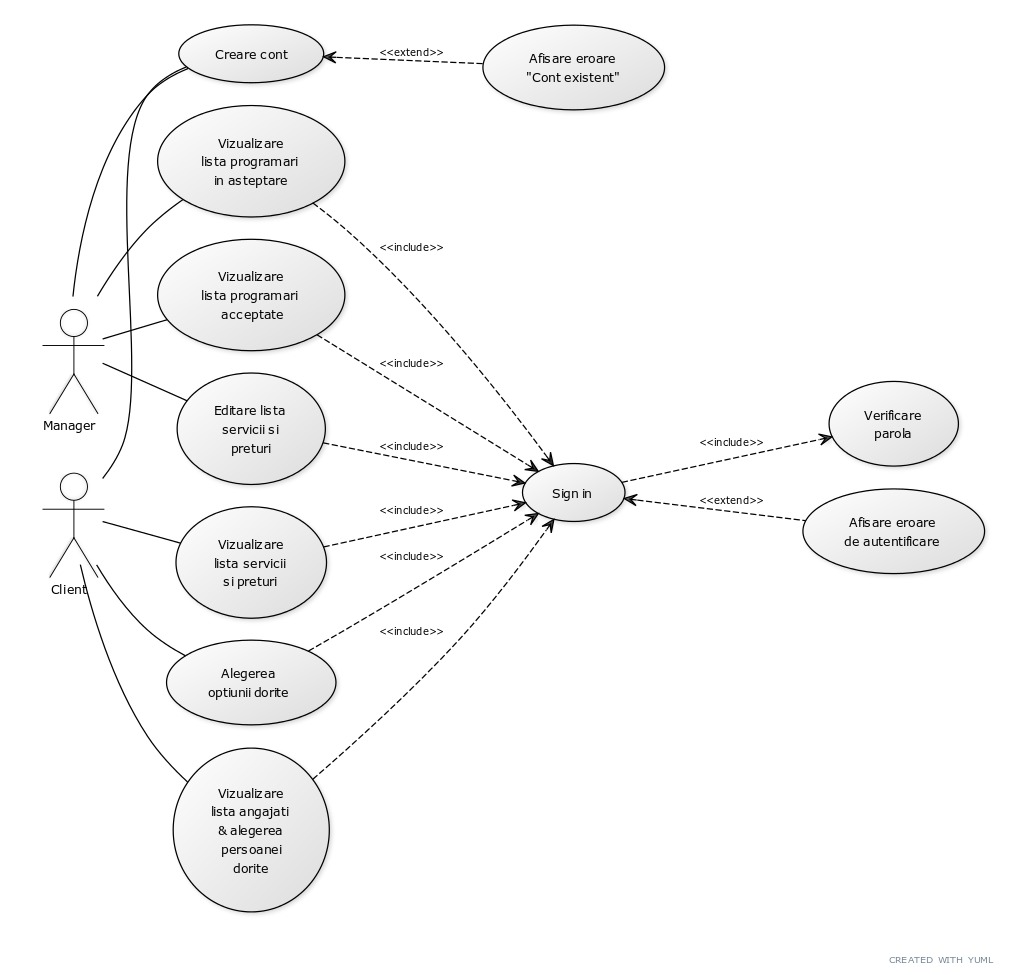 Creare cont
<<extend>>
Afisare eroare
"Cont existent"
Vizualizare
lista programari
in asteptare
<<include>>
Vizualizare
lista programari
acceptate
<<include>>
Manager
Editare lista
servicii si
preturi
<<include>>
Verificare
parola
<<include>>
Sign in
<<extend>>
Afisare eroare
de autentificare
<<include>>
Vizualizare
lista servicii
si preturi
<<include>>
Client
<<include>>
Alegerea
optiunii dorite
Vizualizare
lista angajati
& alegerea
persoanei
dorite
CREATED WITH YUML